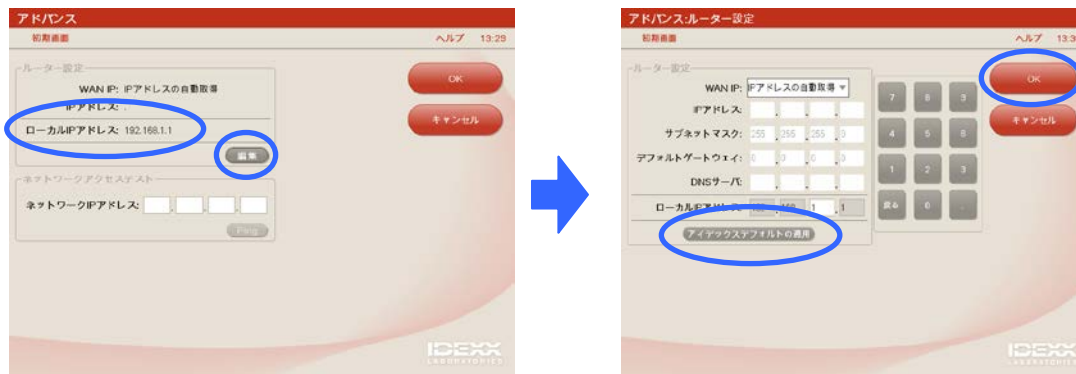 アドバンス
初期画面
ヘルプ 13:29
ルーター設定
WAN IP: IPアドレスの自動取得
IPアドレス:
ローカルIPアドレス: 192.168.1.1
編集
ネットワークアクセステスト
ネットワークIPアドレス:
Ping
OK
キャンセル
IDEXX
LABORATORIES
アドバンス:ルーター設定
初期画面
ヘルプ 13:3
ルーター設定
WAN IP: IPアドレスの自動取得
IPアドレス: . . .
サブネットマスク: 255 . 255 . 255 . 0
デフォルトゲートウェイ: 0 . 0 . 0 . 0
DNSサーバ: . . .
ローカルIPアドレス: 192 . 168 . 1 . 1
アイデックスデフォルトの適用
7 8 9
4 5 6
1 2 3
戻る 0 .
OK
キャンセル
IDEXX
LABORATORIES